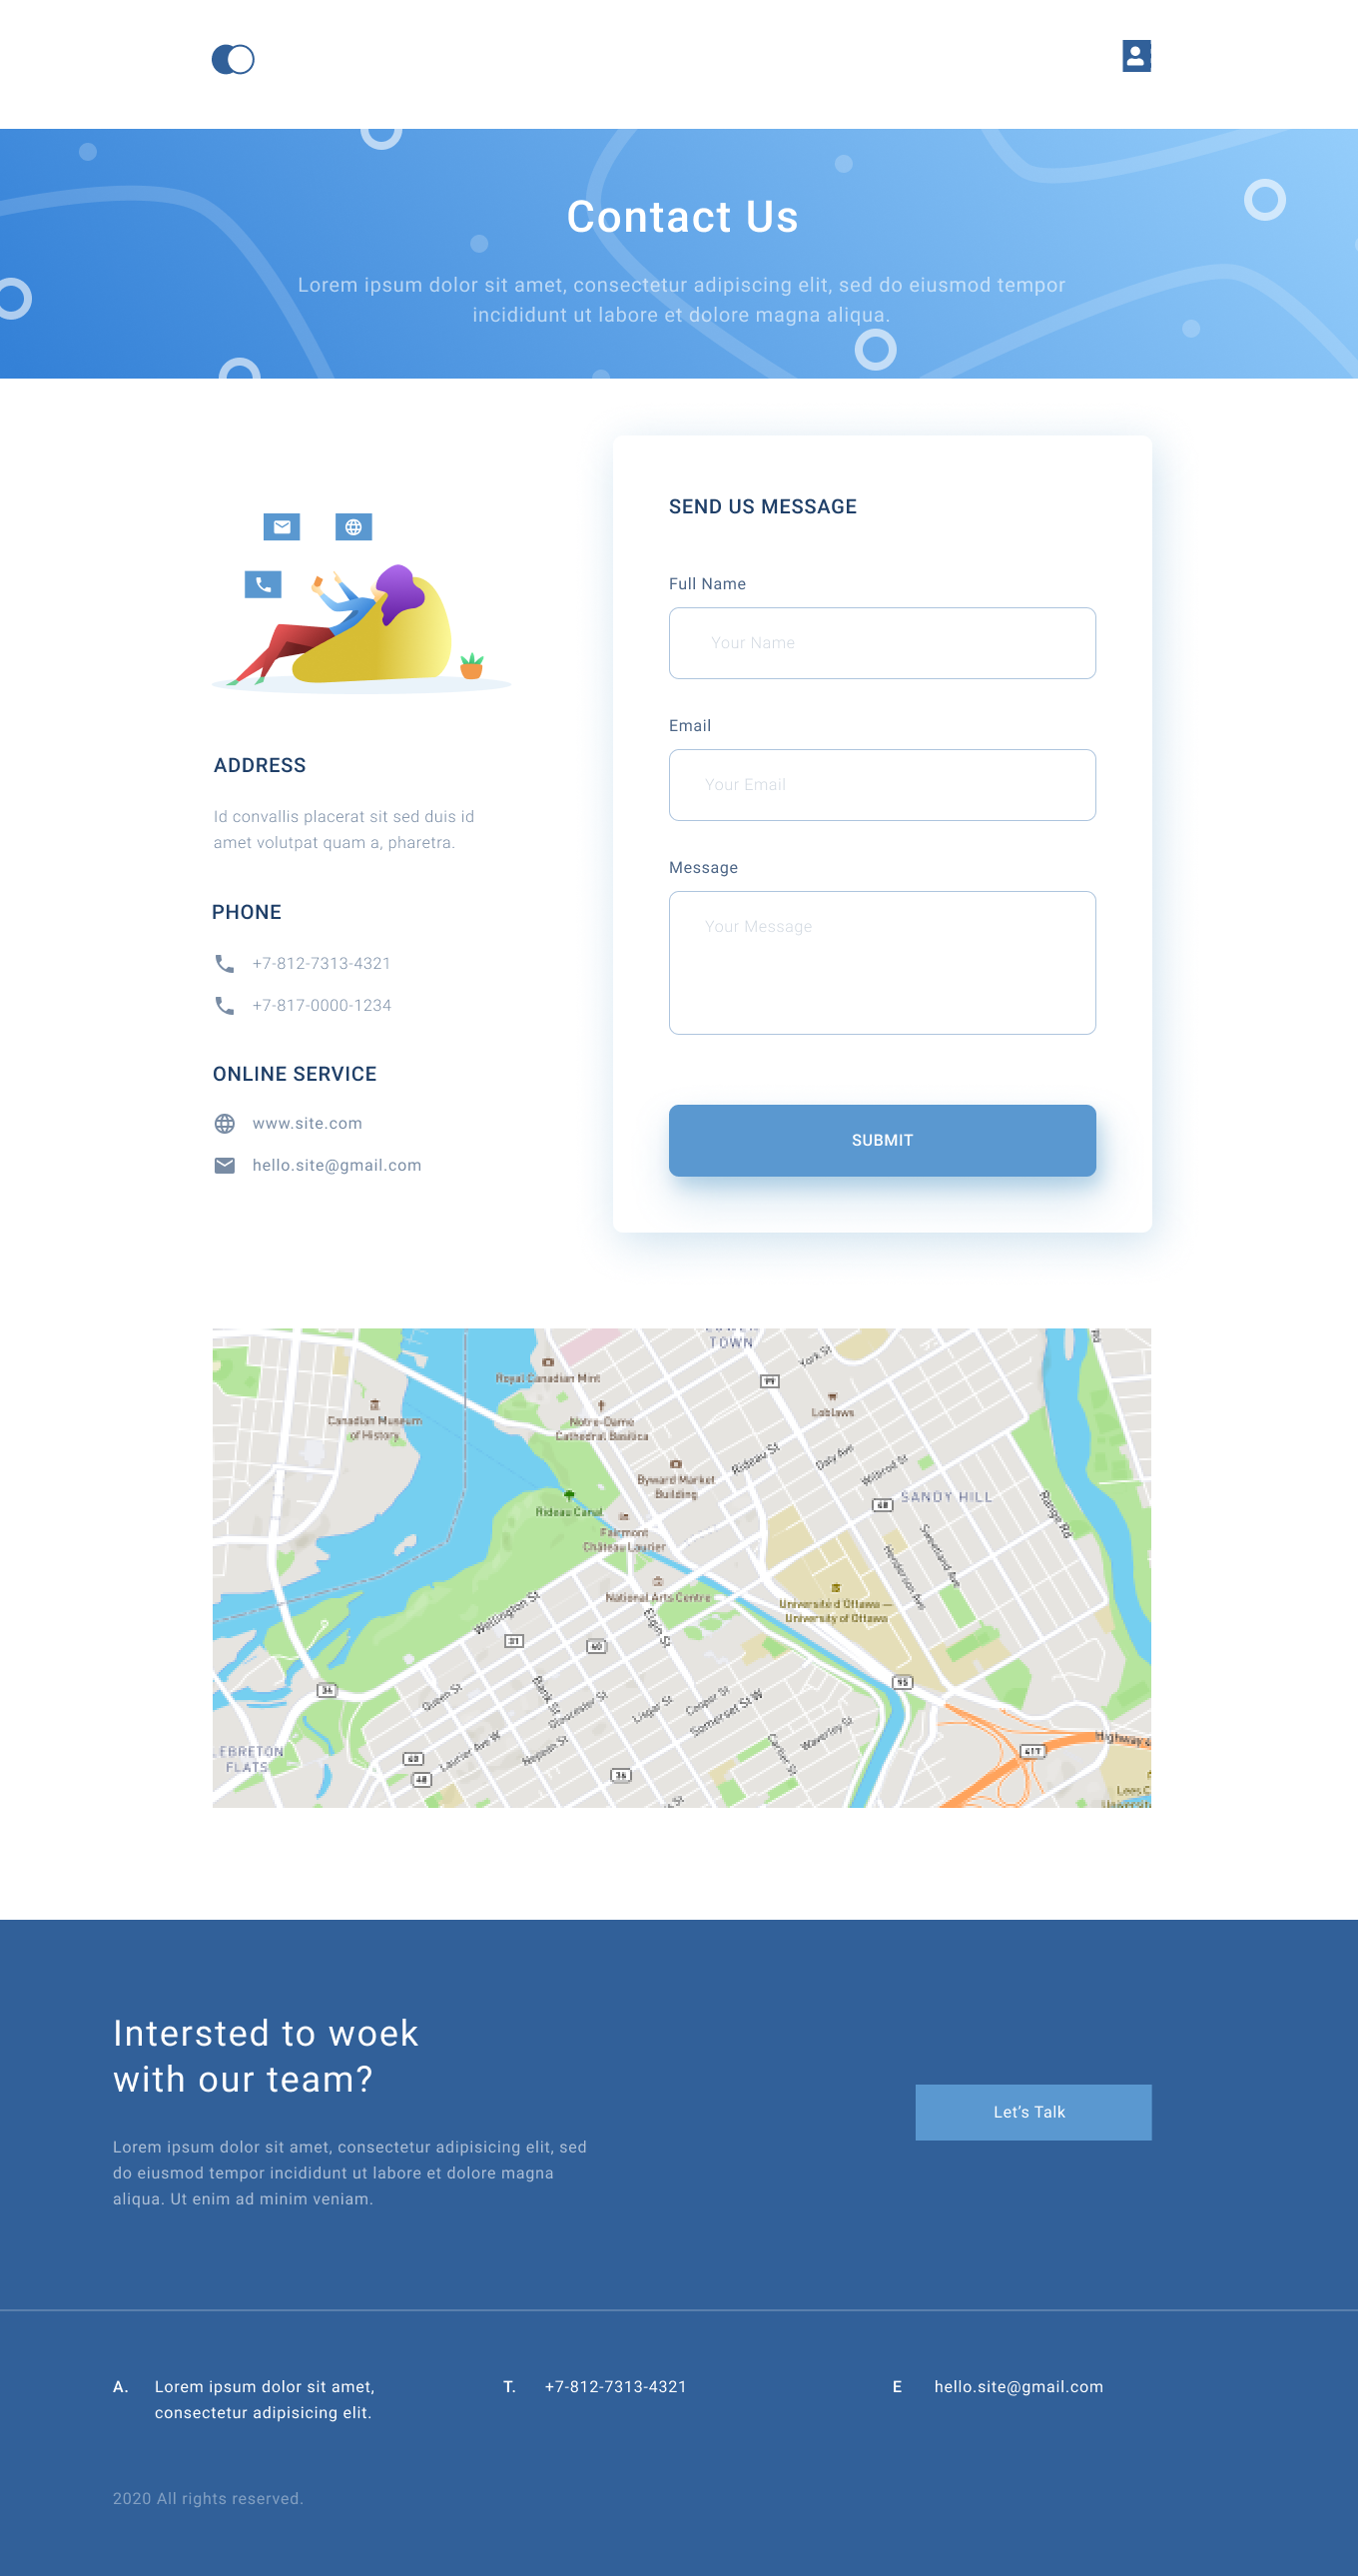 Contact Us
Lorem ipsum dolor sit amet, consectetur adipiscing elit, sed do eiusmod tempor
incididunt ut labore et dolore magna aliqua.
SEND US MESSAGE
Full Name
Your Name
Email
Your Email
Message
Your Message
SUBMIT
ADDRESS
Id convallis placerat sit sed duis id
amet volutpat quam a, pharetra.
PHONE
+7-812-7313-4321
+7-817-0000-1234
ONLINE SERVICE
www.site.com
hello.site@gmail.com
TOWN
York St
Royal Canadian Mint
Canadian Museum
of History
Notre-Dame
Cathedral Basilica
Loblaws
Rideau St
Daly Ave
Wilbrod St
Byward Market
Building
SANDY HILL
Range Rd
Rideau Canal
Fairmont
Château Laurier
Sweetland Ave
Henderson Ave
National Arts Centre
Université d'Ottawa —
University of Ottawa
Wellington St
Elgin St
31
60
34
95
Queen St
Bank St
Gloucester St
Lisgar St
Cooper St
Somerset St W
Laurier Ave W
Nepean St
Cartier St
Waverley St
Highway
417
EBRETON
FLATS
36
Lees
Intersted to woek
with our team?
Lorem ipsum dolor sit amet, consectetur adipisicing elit, sed
do eiusmod tempor incididunt ut labore et dolore magna
aliqua. Ut enim ad minim veniam.
Let’s Talk
A. Lorem ipsum dolor sit amet,
consectetur adipisicing elit.
T. +7-812-7313-4321
E hello.site@gmail.com
2020 All rights reserved.